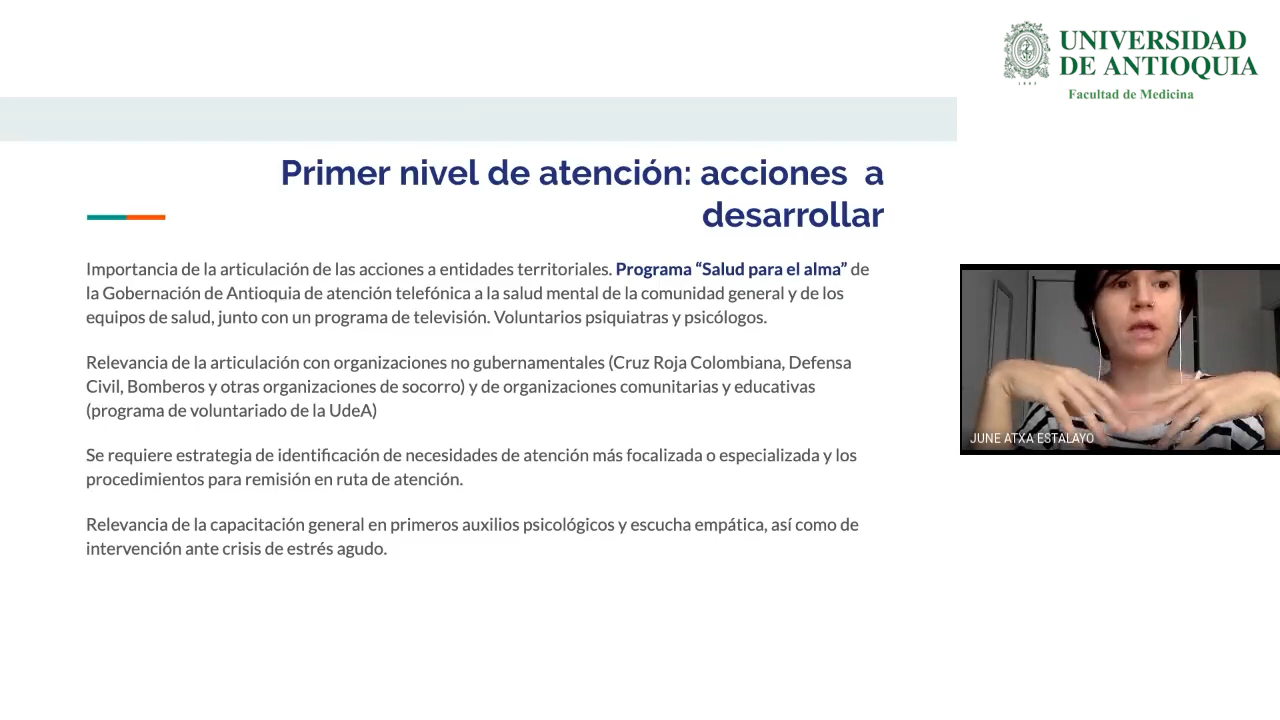 UNIVERSIDAD
DE ANTIOQUIA
1803
Facultad de Medicina
Primer nivel de atención: acciones  a
desarrollar
Importancia de la articulación de las acciones a entidades territoriales. Programa “Salud para el alma” de
la Gobernación de Antioquia de atención telefónica a la salud mental de la comunidad general y de los
equipos de salud, junto con un programa de televisión. Voluntarios psiquiatras y psicólogos.
Relevancia de la articulación con organizaciones no gubernamentales (Cruz Roja Colombiana, Defensa
Civil, Bomberos y otras organizaciones de socorro) y de organizaciones comunitarias y educativas
(programa de voluntariado de la UdeA)
Se requiere estrategia de identificación de necesidades de atención más focalizada o especializada y los
procedimientos para remisión en ruta de atención.
Relevancia de la capacitación general en primeros auxilios psicológicos y escucha empática, así como de
intervención ante crisis de estrés agudo.
JUNE ATXA ESTALAYO